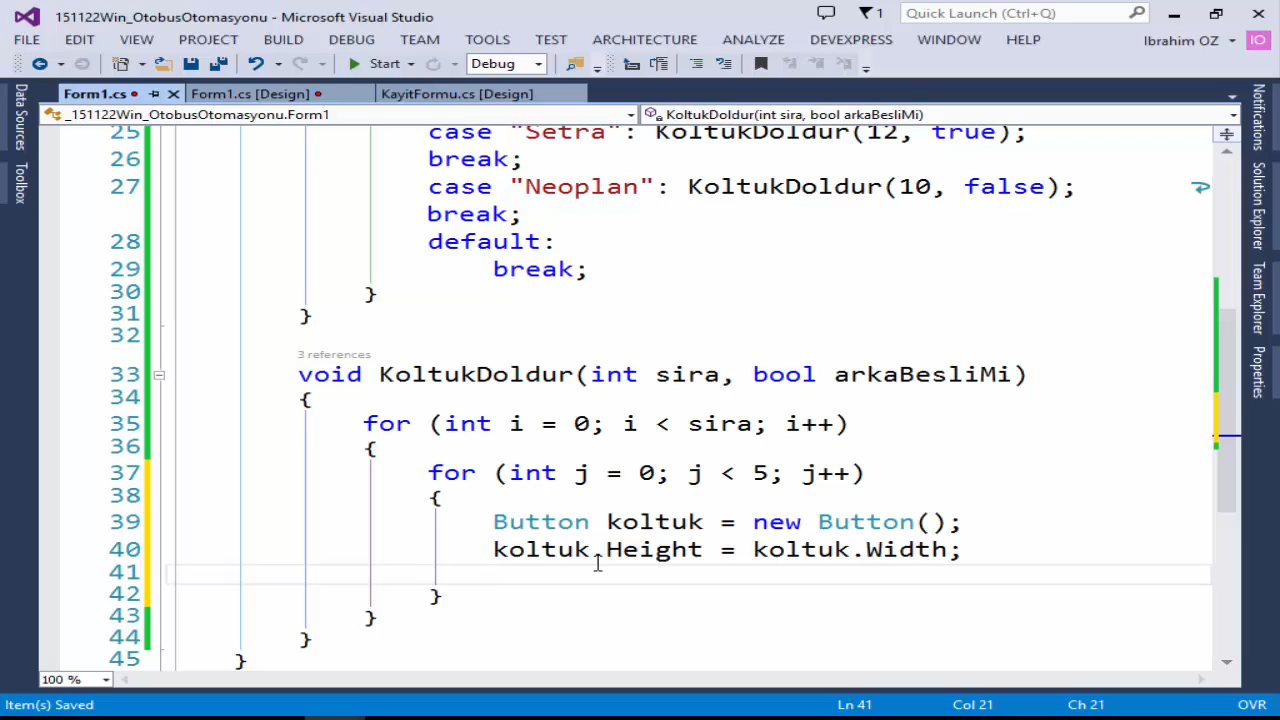 151122Win_OtobusOtomasyonu - Microsoft Visual Studio
1
Quick Launch (Ctrl+Q)
FILE EDIT VIEW PROJECT BUILD DEBUG TEAM TOOLS TEST ARCHITECTURE ANALYZE DEVEXPRESS WINDOW HELP
Ibrahim OZ
IO
Start
Debug
Form1.cs
Form1.cs [Design]
KayitFormu.cs [Design]
_151122Win_OtobusOtomasyonu.Form1
KoltukDoldur(int sira, bool arkaBesliMi)
Data Sources
Toolbox
Notifications
Solution Explorer
Team Explorer
Properties
25 case "Setra": KoltukDoldur(12, true);
26 break;
27 case "Neoplan": KoltukDoldur(10, false);
break;
28 default:
29 break;
30 }
31 }
32
3 references
33 void KoltukDoldur(int sira, bool arkaBesliMi)
34 {
35 for (int i = 0; i < sira; i++)
36 {
37 for (int j = 0; j < 5; j++)
38 {
39 Button koltuk = new Button();
40 koltuk.Height = koltuk.Width;
41
42 }
43 }
44 }
45 }
100 %
Item(s) Saved
Ln 41
Col 21
Ch 21
OVR